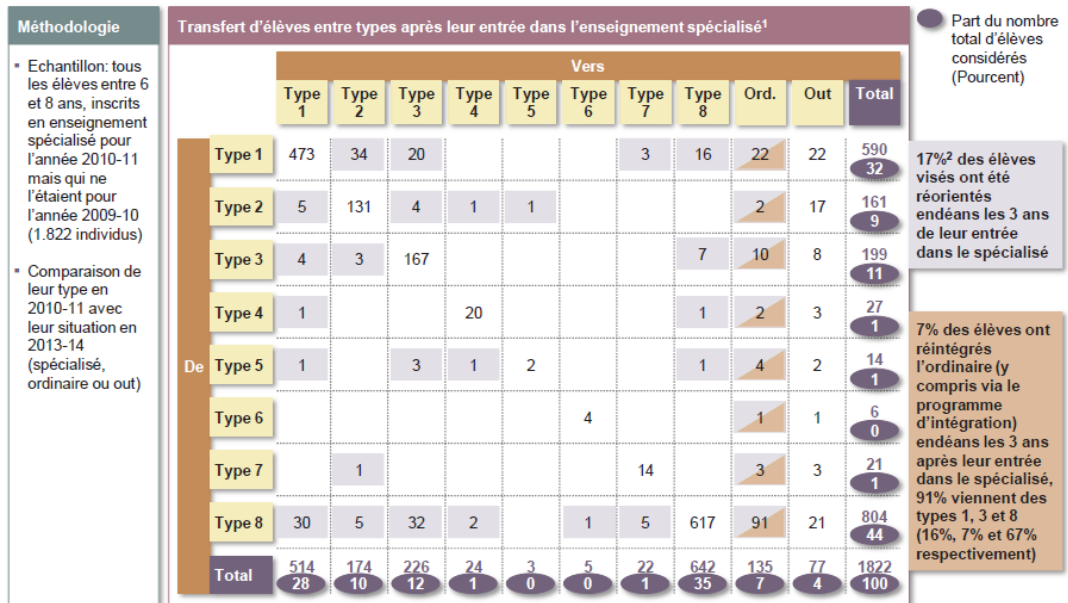 Méthodologie
▪ Echantillon: tous
les élèves entre 6
et 8 ans, inscrits
en enseignement
spécialisé pour
l'année 2010-11
mais qui ne
l'étaient pour
l'année 2009-10
(1.822 individus)
▪ Comparaison de
leur type en
2010-11 avec
leur situation en
2013-14
(spécialisé,
ordinaire ou out)
Transfert d'élèves entre types après leur entrée dans l'enseignement spécialisé¹
Vers
Type 1 Type 2 Type 3 Type 4 Type 5 Type 6 Type 7 Type 8 Ord. Out Total
De
Type 1 473 34 20 3 16 22 22 590 32
Type 2 5 131 4 1 1 2 17 161 9
Type 3 4 3 167 7 10 8 199 11
Type 4 1 20 1 2 3 27 1
Type 5 1 3 1 2 1 4 2 14 1
Type 6 4 1 1 6 0
Type 7 1 14 3 3 21 1
Type 8 30 5 32 2 1 5 617 91 21 804 44
Total 514 174 226 24 3 5 22 642 135 77 1822
28 10 12 1 0 0 1 35 7 4 100
Part du nombre
total d'élèves
considérés
(Pourcent)
17%² des élèves
visés ont été
réorientés
endéans les 3 ans
de leur entrée
dans le spécialisé
7% des élèves ont
réintégrés
l'ordinaire (y
compris via le
programme
d'intégration)
endéans les 3 ans
après leur entrée
dans le spécialisé,
91% viennent des
types 1, 3 et 8
(16%, 7% et 67%
respectivement)